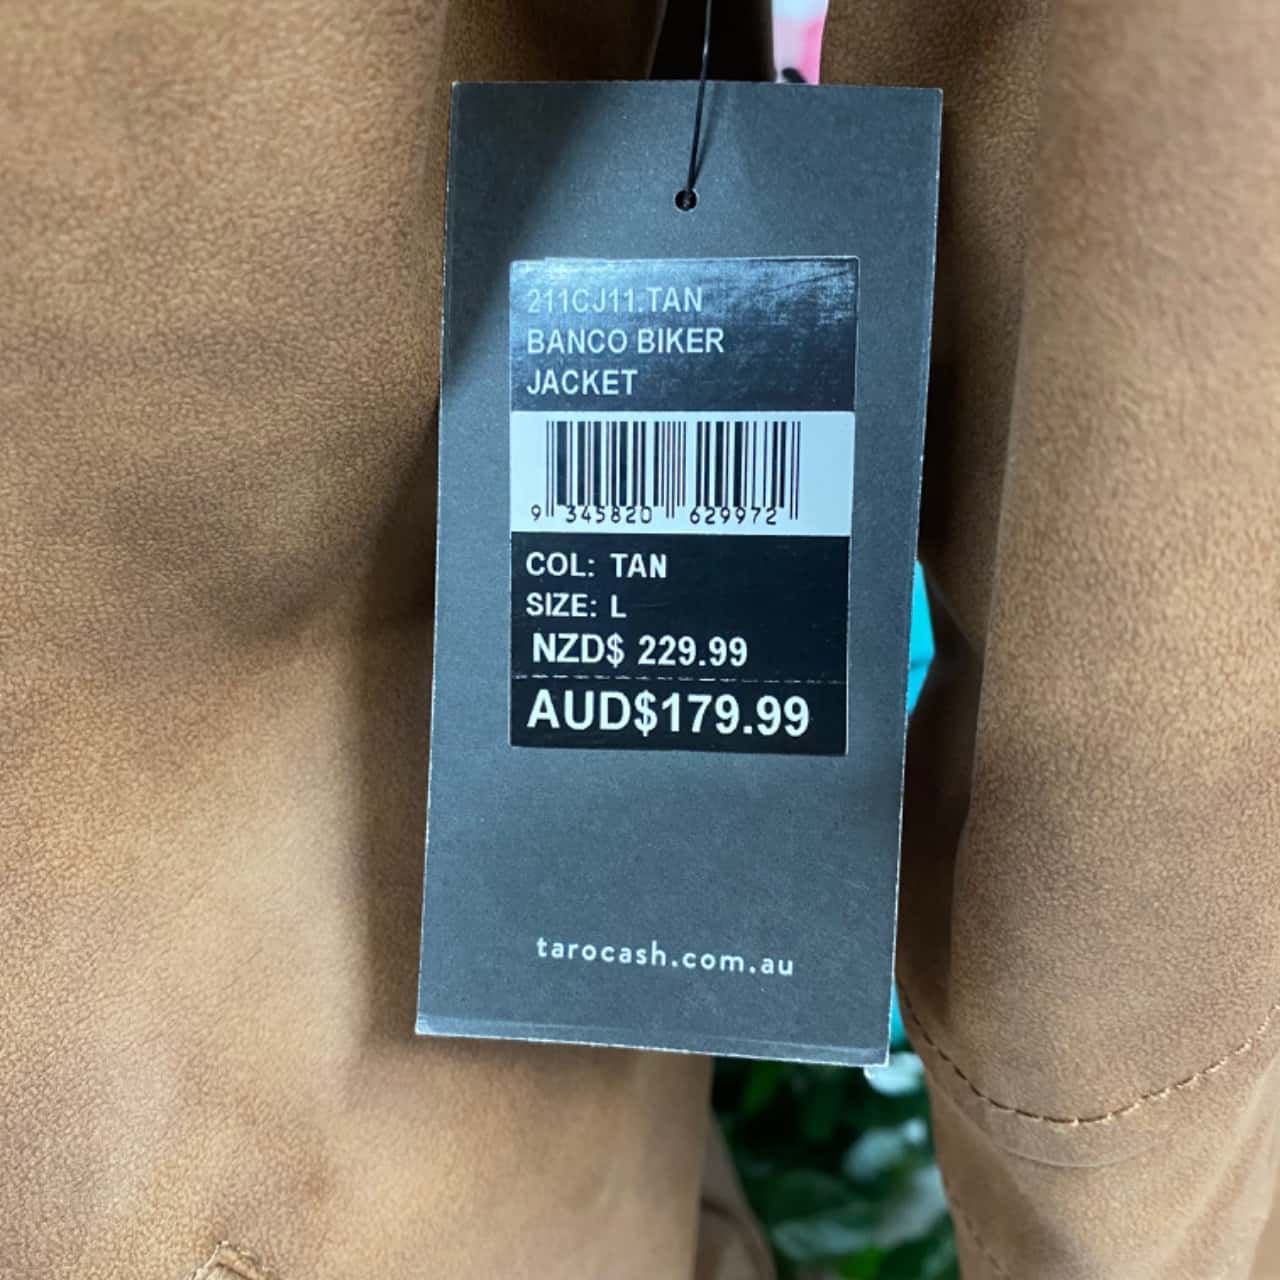 211CJ11.TAN
BANCO BIKER
JACKET
9 345820 629972
COL: TAN
SIZE: L
NZD$ 229.99
AUD$179.99
tarocash.com.au